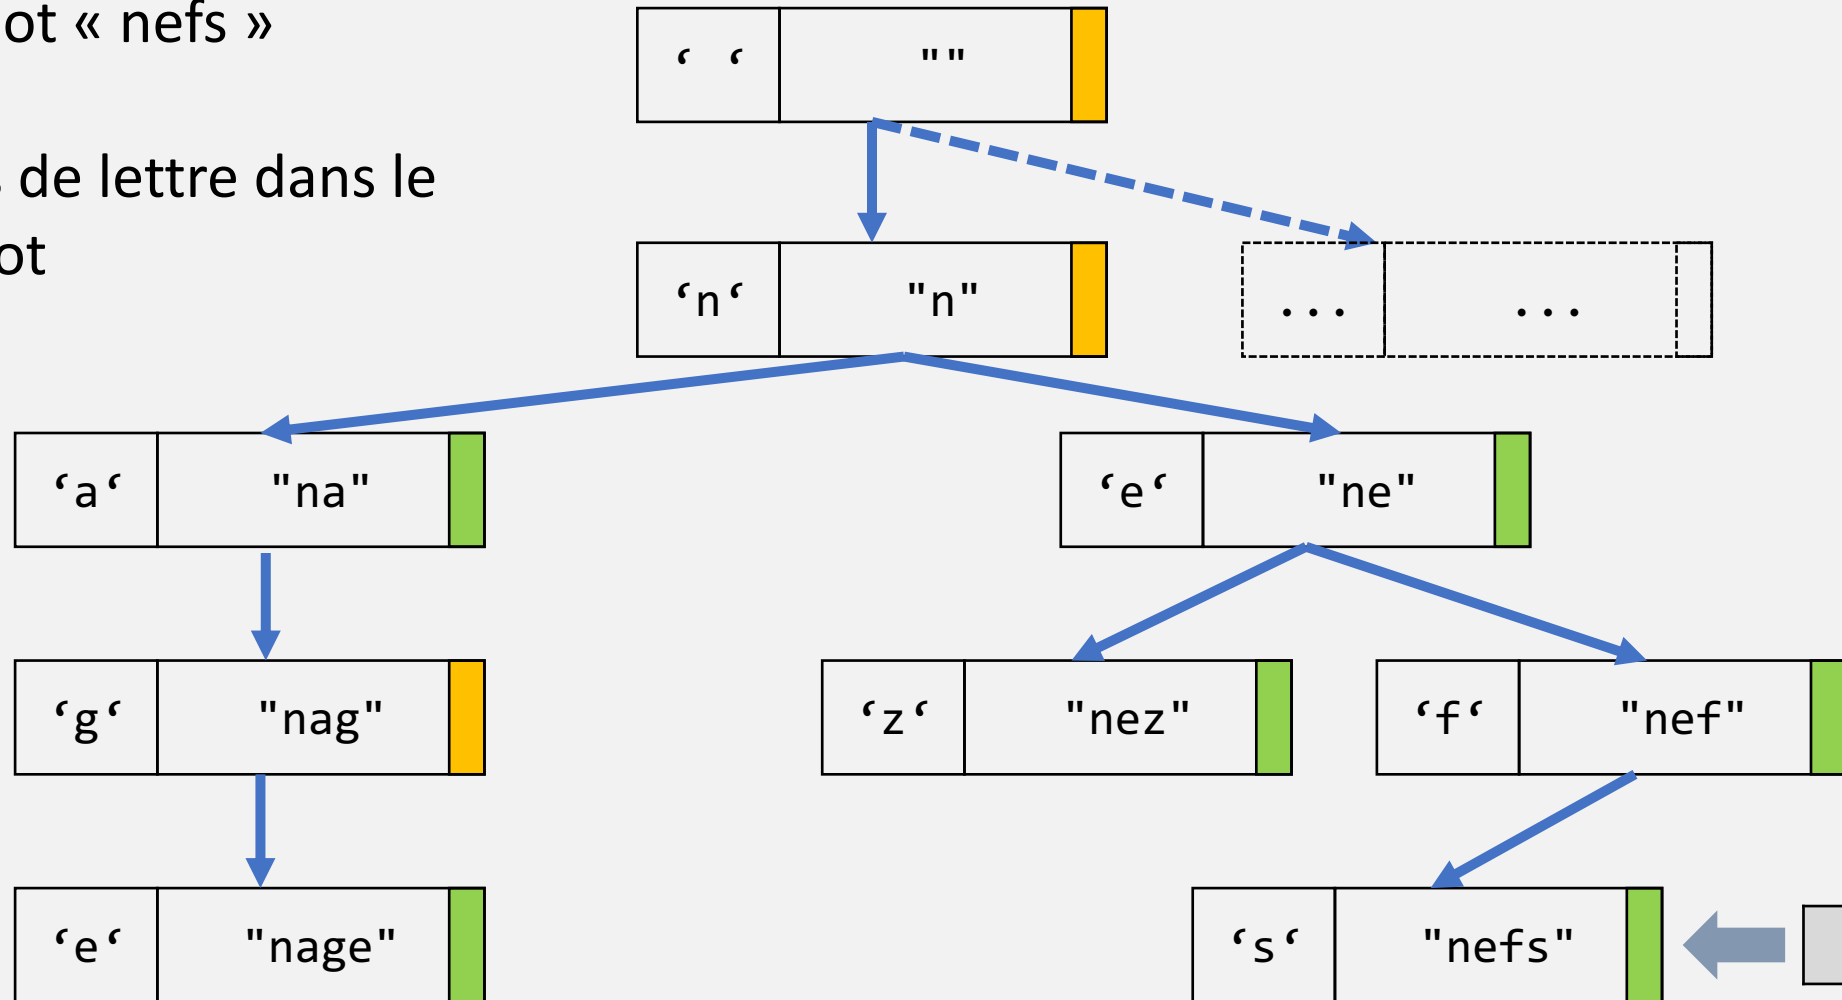 ot « nefs »
‘ ‘ ""
de lettre dans le
ot
‘n‘ "n"
... ...
‘a‘ "na"
‘e‘ "ne"
‘g‘ "nag"
‘z‘ "nez"
‘f‘ "nef"
‘e‘ "nage"
‘s‘ "nefs"